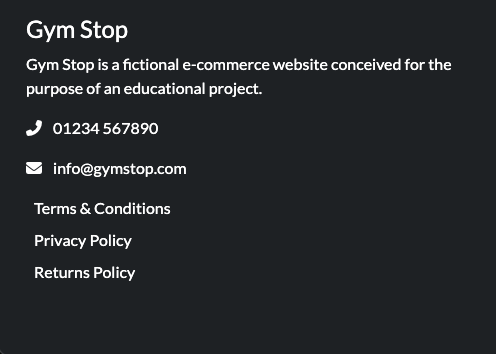 Gym Stop
Gym Stop is a fictional e-commerce website conceived for the
purpose of an educational project.
01234 567890
info@gymstop.com
Terms & Conditions
Privacy Policy
Returns Policy